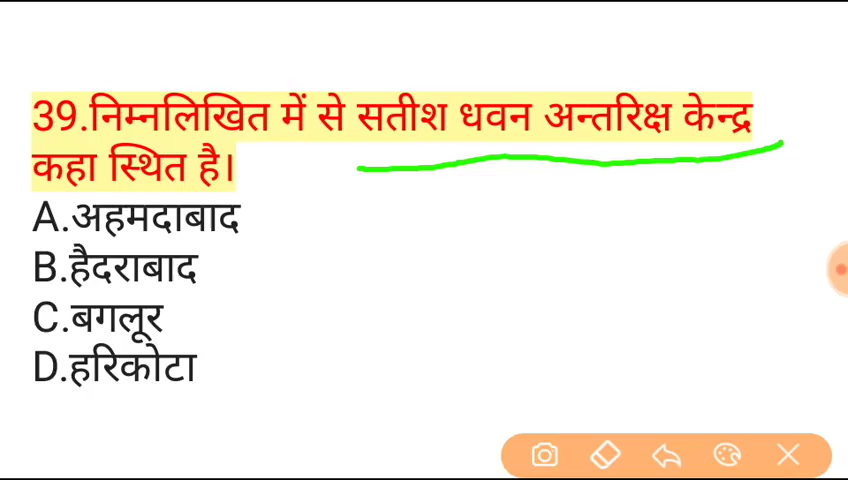 39.निम्नलिखित में से सतीश धवन अन्तरिक्ष केन्द्र
कहा स्थित है।
A.अहमदाबाद
B.हैदराबाद
C.बगलूर
D.हरिकोटा